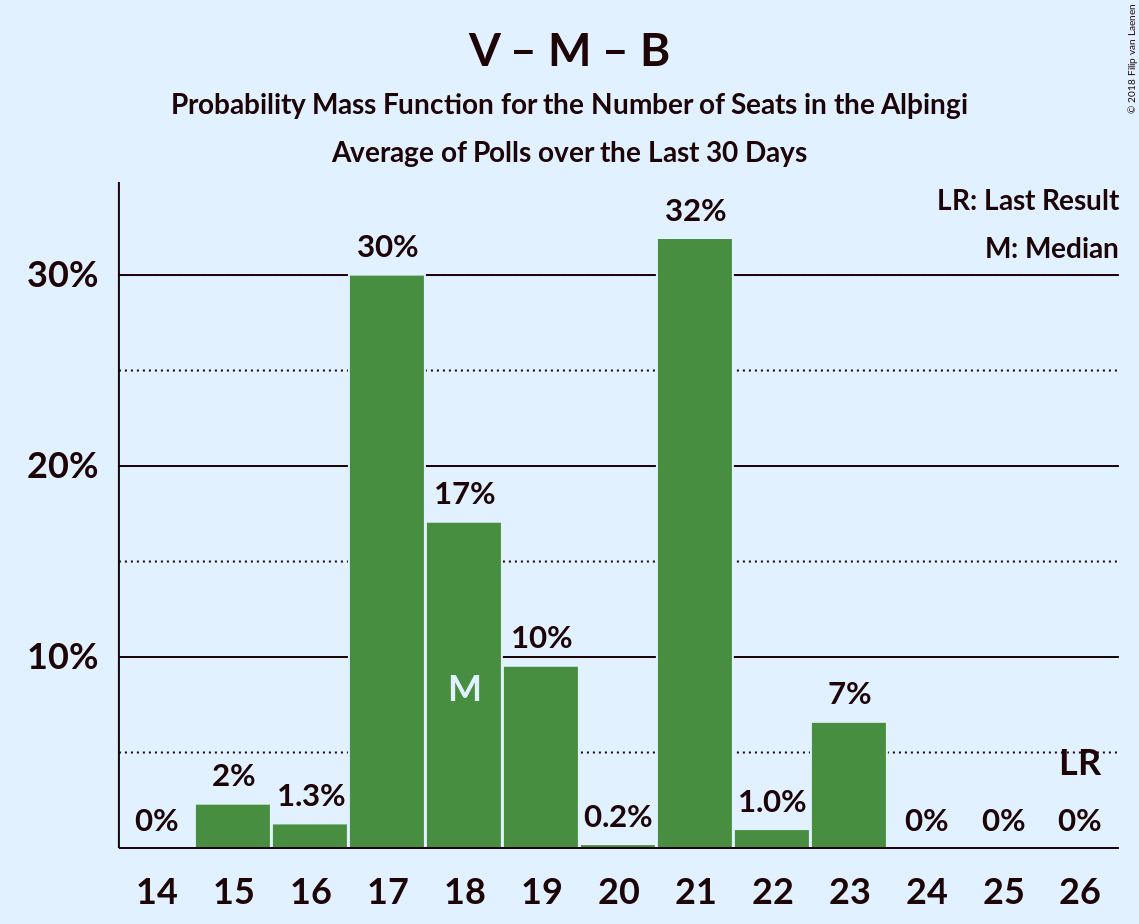 V – M – B
Probability Mass Function for the Number of Seats in the Alþingi
Average of Polls over the Last 30 Days
© 2018 Filip van Laenen
LR: Last Result
M: Median
32%
30%
30%
20%
17%
10%
10%
M
7%
LR
2%
1.3%
1.0%
0.2%
0%
0%
0%
0%
14 15 16 17 18 19 20 21 22 23 24 25 26